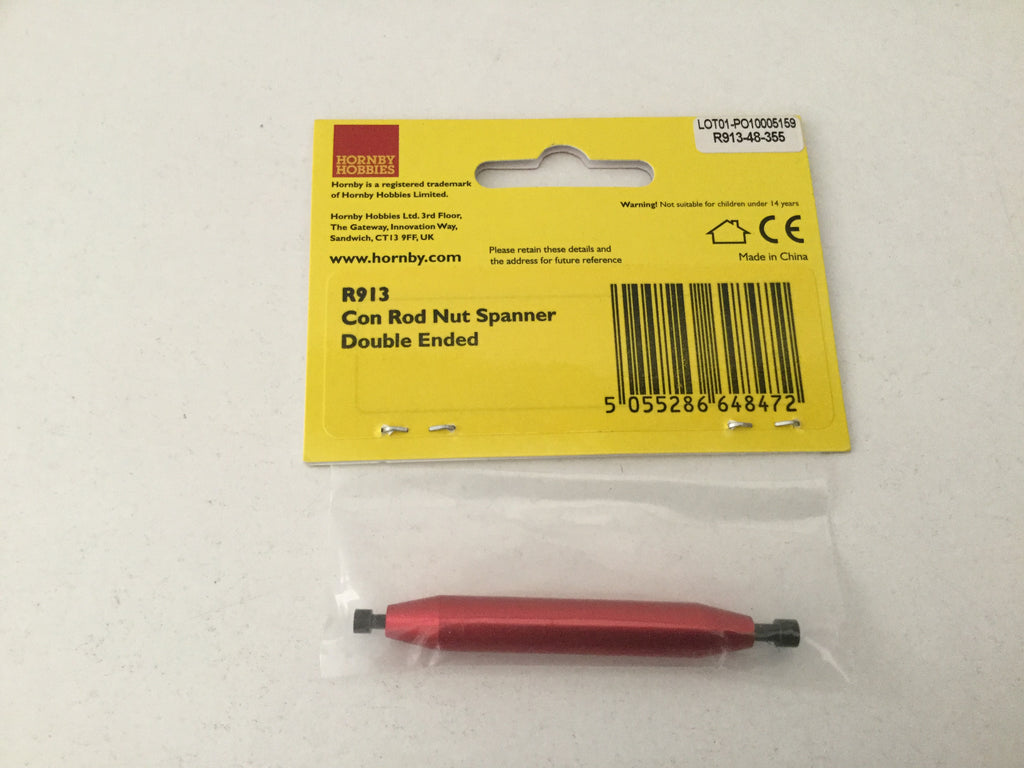 LOT01-PO10005159
R913-48-355
HORNBY
HOBBIES
Hornby is a registered trademark
of Hornby Hobbies Limited.
Hornby Hobbies Ltd. 3rd Floor,
The Gateway, Innovation Way,
Sandwich, CT13 9FF, UK
www.hornby.com
Please retain these details and
the address for future reference
Warning! Not suitable for children under 14 years
CE
Made in China
R913
Con Rod Nut Spanner
Double Ended
5 055286 648472